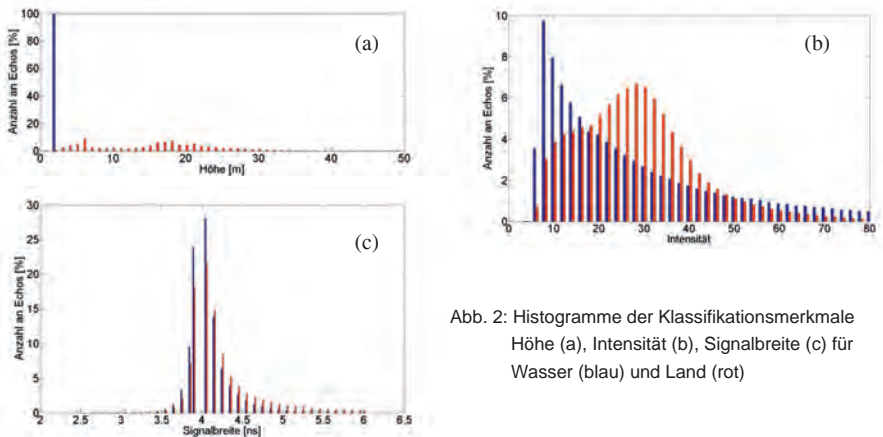 100
80
60
40
20
0
Anzahl an Echos [%]
(a)
0 10 20 30 40 50
Höhe [m]
10
8
6
4
2
0
Anzahl an Echos [%]
(b)
0 10 20 30 40 50 60 70 80
Intensität
30
25
20
15
10
5
0
Anzahl an Echos [%]
(c)
2 2.5 3 3.5 4 4.5 5 5.5 6 6.5
Signalbreite [ns]
Abb. 2: Histogramme der Klassifikationsmerkmale
Höhe (a), Intensität (b), Signalbreite (c) für
Wasser (blau) und Land (rot)